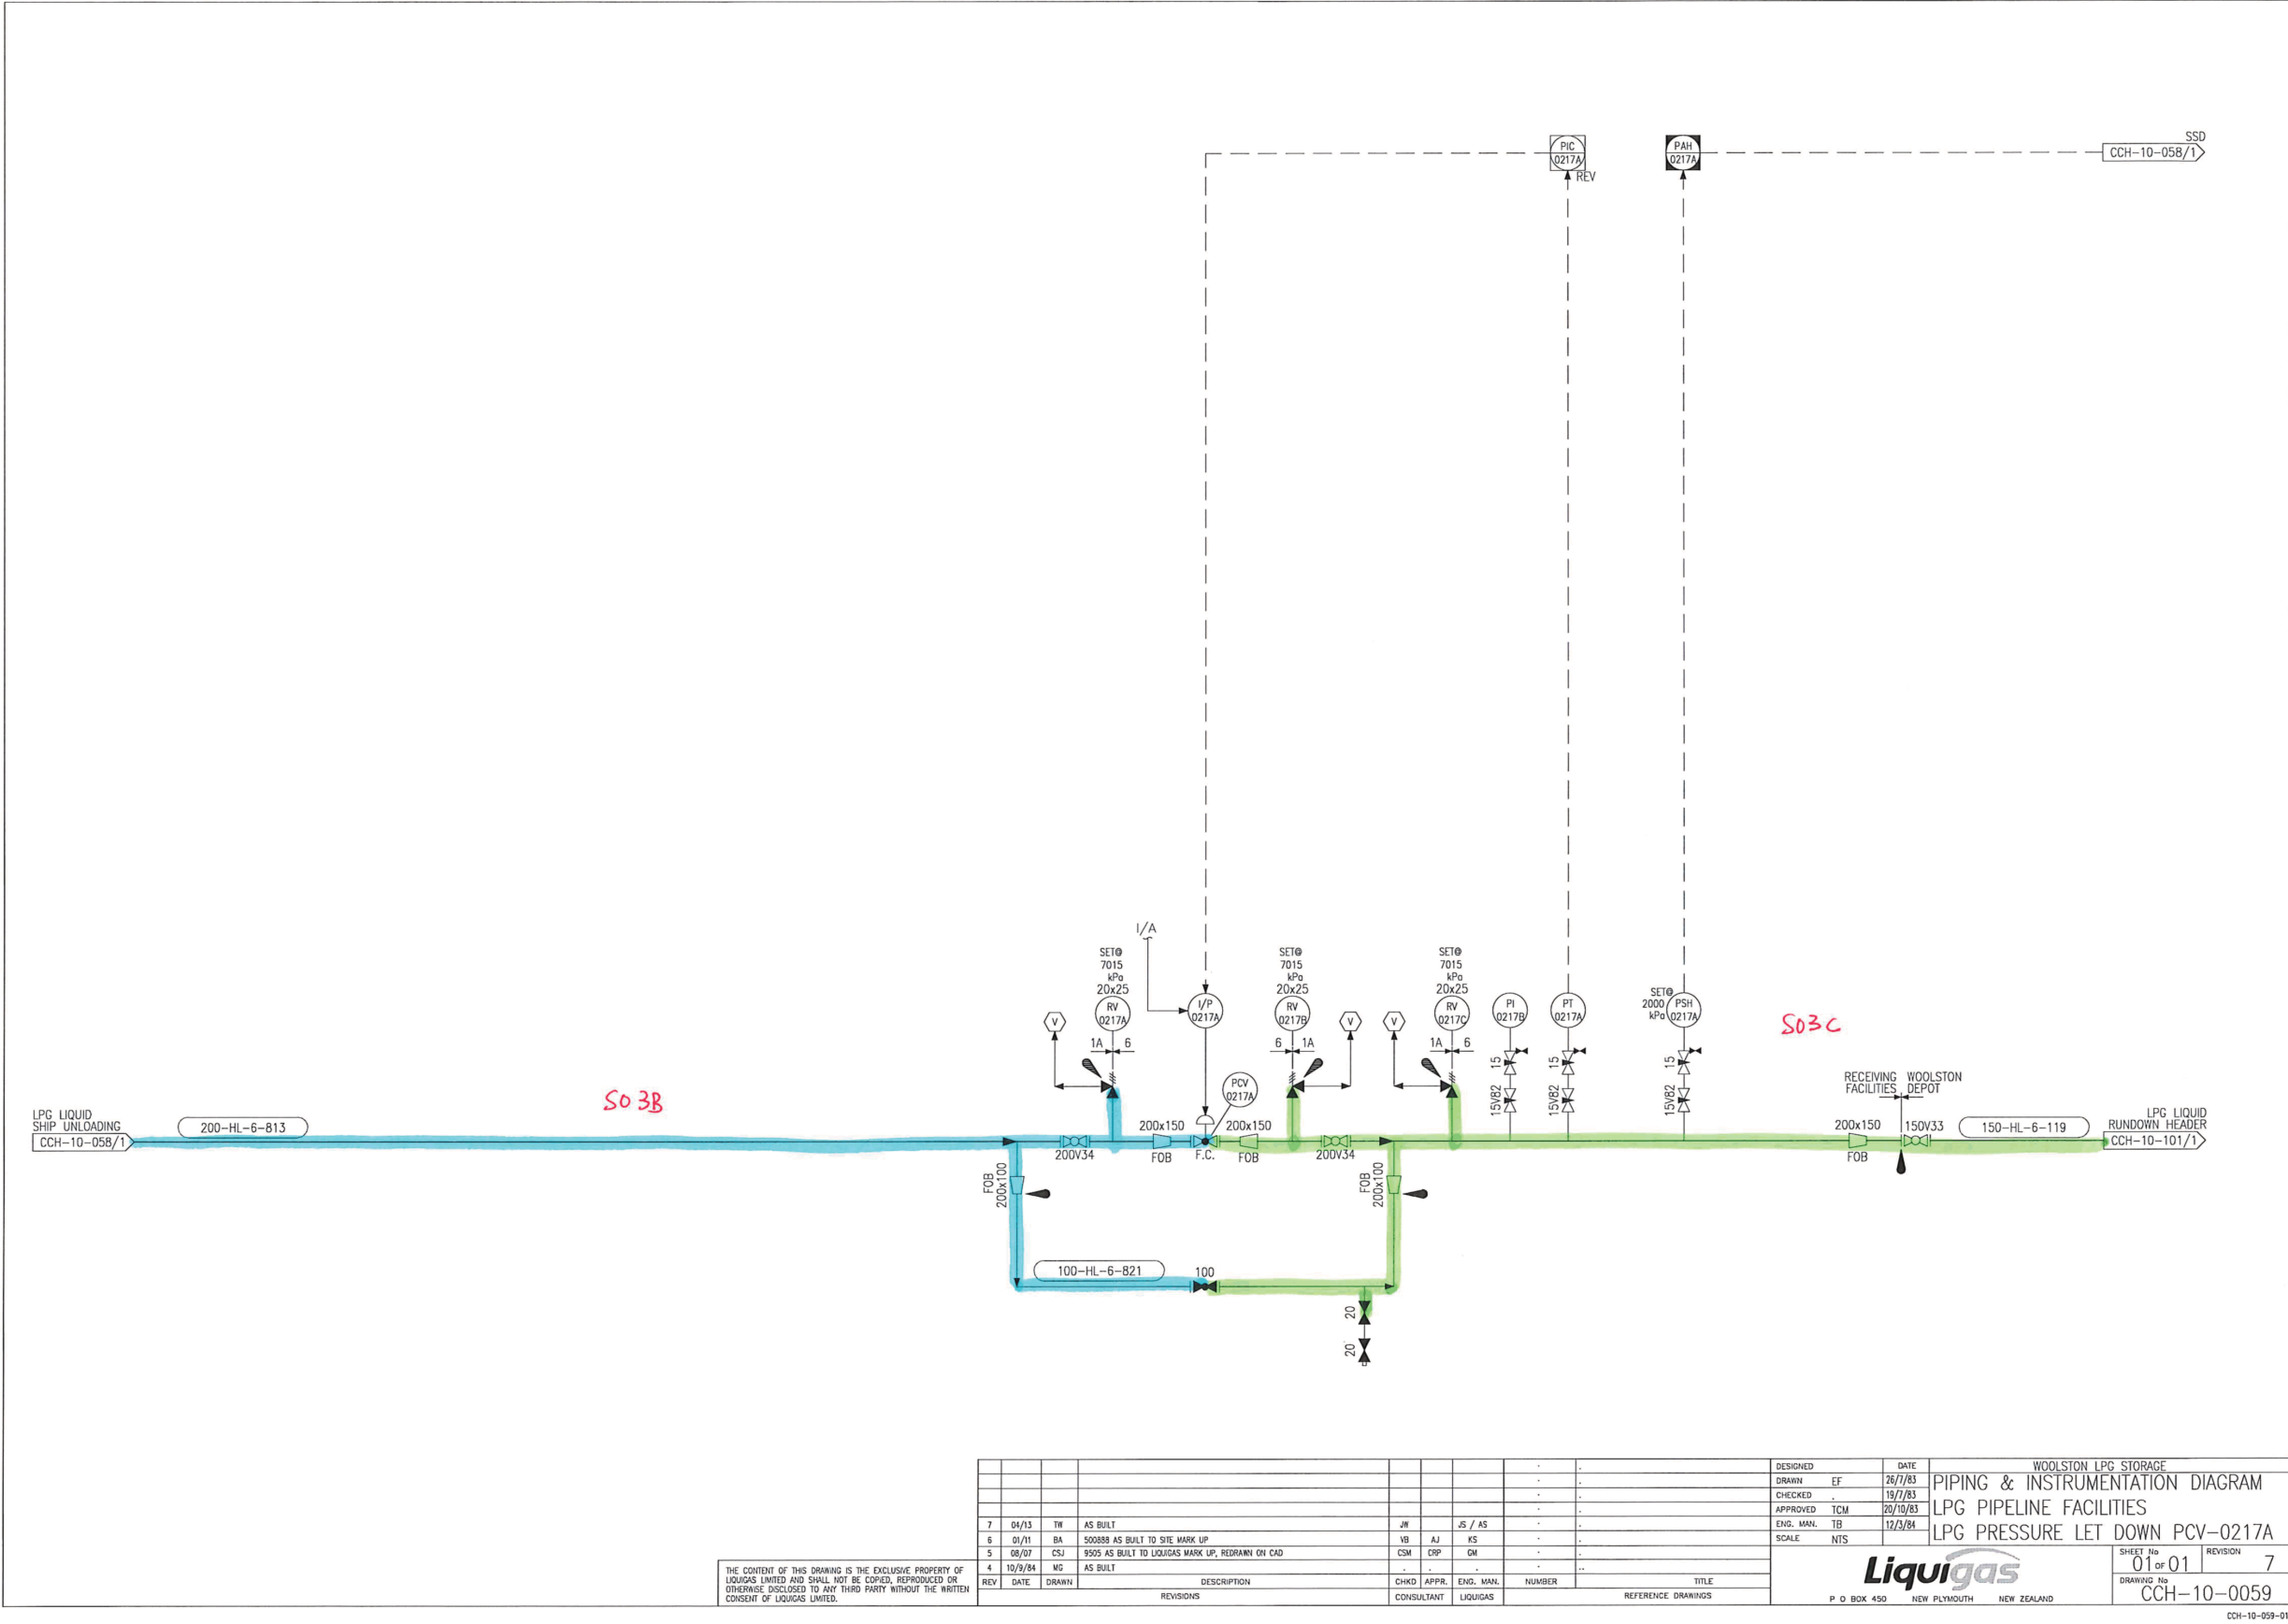 SSD
CCH-10-058/1
PIC
0217A
REV
PAH
0217A
I/A
SET@
7015
kPa
20x25
RV
0217A
1A 6
V
I/P
0217A
SET@
7015
kPa
20x25
RV
0217B
6 1A
V
V
SET@
7015
kPa
20x25
RV
0217C
1A 6
PI
0217B
15
15V82
PT
0217A
15
15V82
SET@
2000
kPa
PSH
0217A
15
15V82
S03C
S03B
PCV
0217A
RECEIVING WOOLSTON
FACILITIES DEPOT
LPG LIQUID
SHIP UNLOADING
CCH-10-058/1
200-HL-6-813
200V34
200x150
FOB
F.C.
200x150
FOB
200V34
200x150
FOB
150V33
150-HL-6-119
LPG LIQUID
RUNDOWN HEADER
CCH-10-101/1
FOB
200x100
FOB
200x100
100-HL-6-821
100
20
20
THE CONTENT OF THIS DRAWING IS THE EXCLUSIVE PROPERTY OF
LIQUIGAS LIMITED AND SHALL NOT BE COPIED, REPRODUCED OR
OTHERWISE DISCLOSED TO ANY THIRD PARTY WITHOUT THE WRITTEN
CONSENT OF LIQUIGAS LIMITED.
7 04/13 TW AS BUILT JW JS / AS
6 01/11 BA 500888 AS BUILT TO SITE MARK UP VB AJ KS
5 08/07 CSJ 9505 AS BUILT TO LIQUIGAS MARK UP, REDRAWN ON CAD CSM CRP GM
4 10/9/84 MG AS BUILT
REV DATE DRAWN DESCRIPTION CHKD APPR. ENG. MAN. NUMBER TITLE
REVISIONS CONSULTANT LIQUIGAS REFERENCE DRAWINGS
DESIGNED DATE
DRAWN EF 26/7/83
CHECKED . 19/7/83
APPROVED TCM 20/10/83
ENG. MAN. TB 12/3/84
SCALE NTS
WOOLSTON LPG STORAGE
PIPING & INSTRUMENTATION DIAGRAM
LPG PIPELINE FACILITIES
LPG PRESSURE LET DOWN PCV-0217A
Liquigas
P O BOX 450 NEW PLYMOUTH NEW ZEALAND
SHEET No
01 OF 01
REVISION
7
DRAWING No
CCH-10-0059
CCH-10-059-01